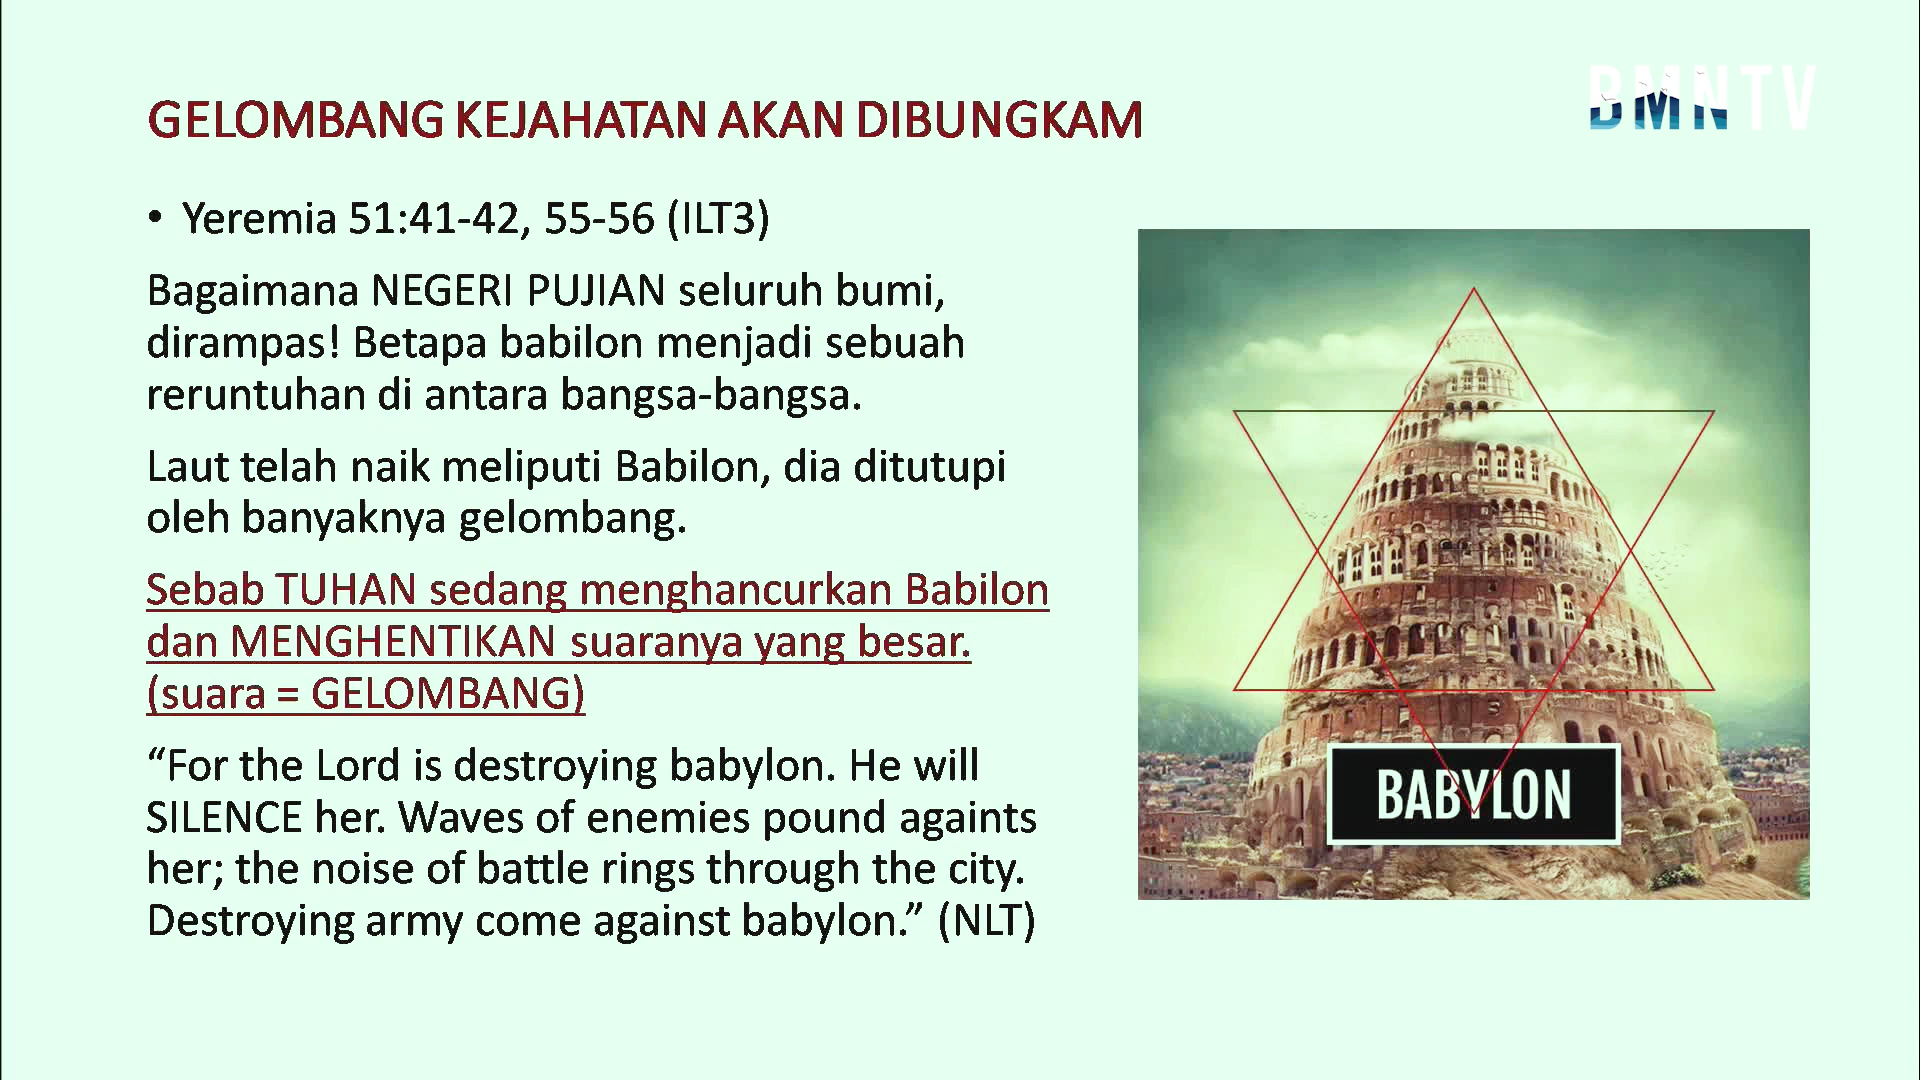 BMNTV
GELOMBANG KEJAHATAN AKAN DIBUNGKAM
• Yeremia 51:41-42, 55-56 (ILT3)
Bagaimana NEGERI PUJIAN seluruh bumi,
dirampas! Betapa babilon menjadi sebuah
reruntuhan di antara bangsa-bangsa.
Laut telah naik meliputi Babilon, dia ditutupi
oleh banyaknya gelombang.
Sebab TUHAN sedang menghancurkan Babilon
dan MENGHENTIKAN suaranya yang besar.
(suara = GELOMBANG)
“For the Lord is destroying babylon. He will
SILENCE her. Waves of enemies pound againts
her; the noise of battle rings through the city.
Destroying army come against babylon.” (NLT)
BABYLON